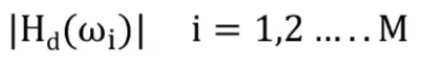 |H_d(ω_i)| i = 1,2 ..... M